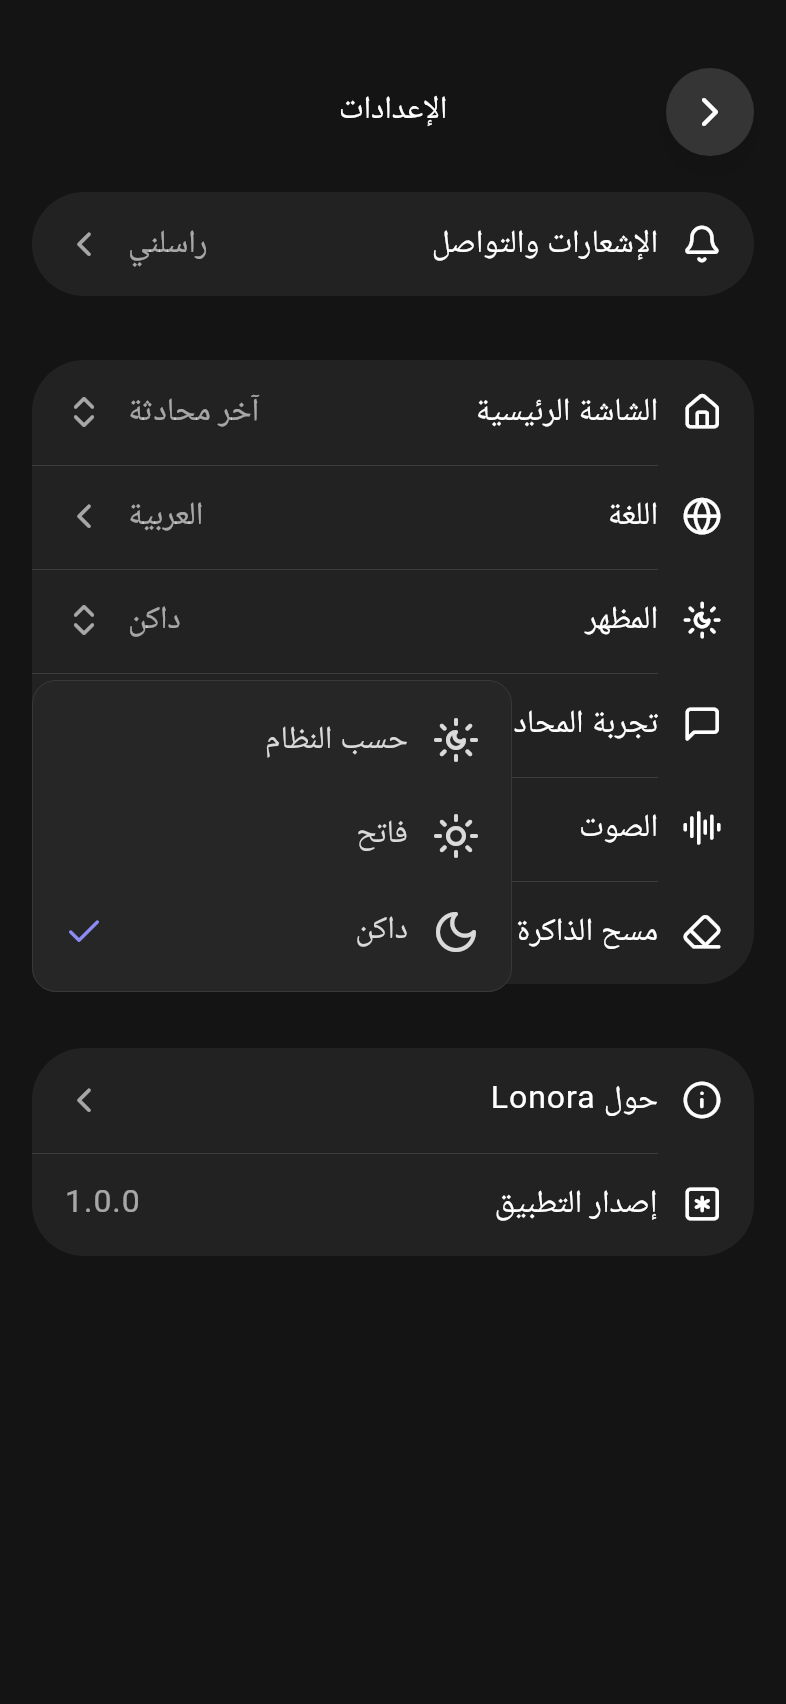 الإعدادات
الإشعارات والتواصل راسلني
الشاشة الرئيسية آخر محادثة
اللغة العربية
المظهر داكن
تجربة
حسب النظام
فاتح
الصوت
داكن
مسح الذاكرة
حول Lonora
إصدار التطبيق 1.0.0